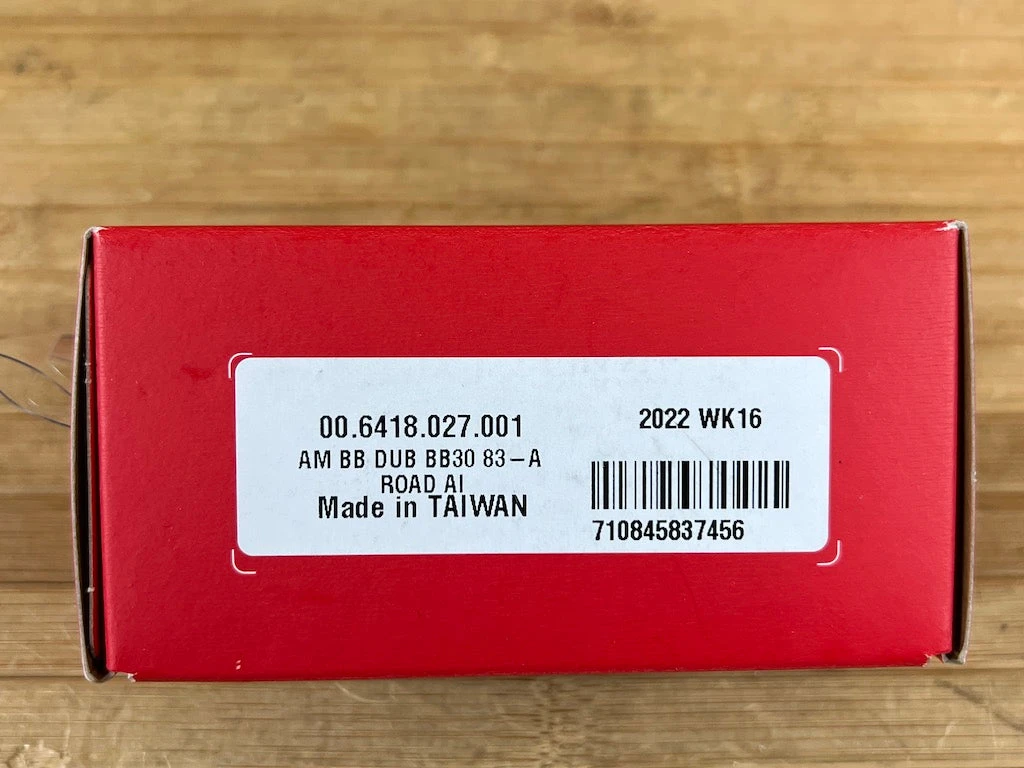 00.6418.027.001
AM BB DUB BB30 83–A
ROAD AI
Made in TAIWAN
2022 WK16
710845837456